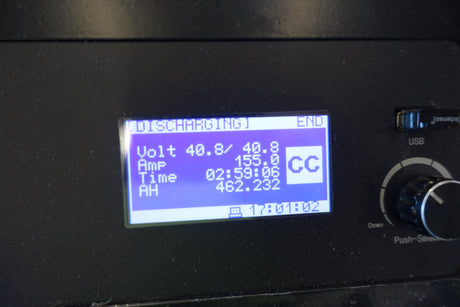 [DISCHARGING] END
Volt 40.8/ 40.8
Amp 155.0
Time 02:59:06
AH 462.232
CC
17:01:02
Intenso
USB
Down
Push-Select